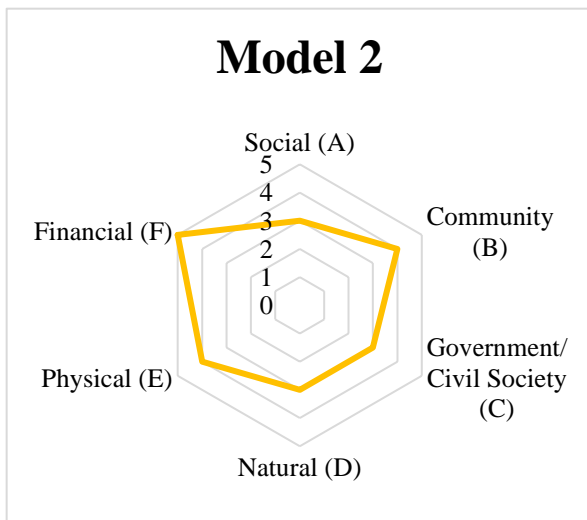 Model 2
Social (A)
5
4
3
2
1
0
Community
(B)
Government/
Civil Society
(C)
Natural (D)
Physical (E)
Financial (F)